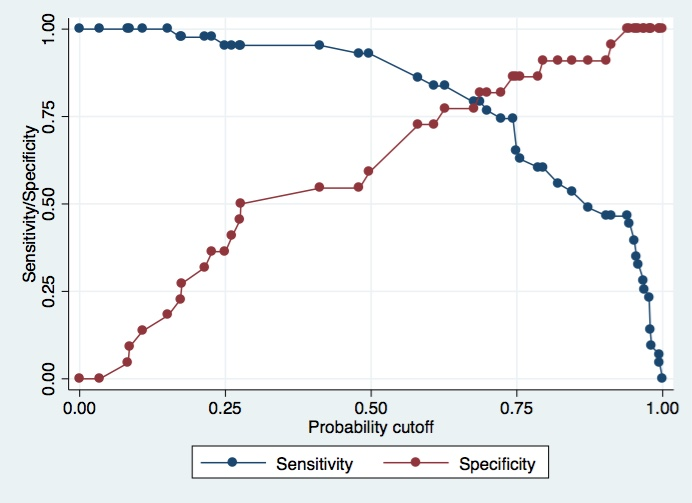 1.00
0.75
0.50
0.25
0.00
Sensitivity/Specificity
0.00 0.25 0.50 0.75 1.00
Probability cutoff
Sensitivity Specificity